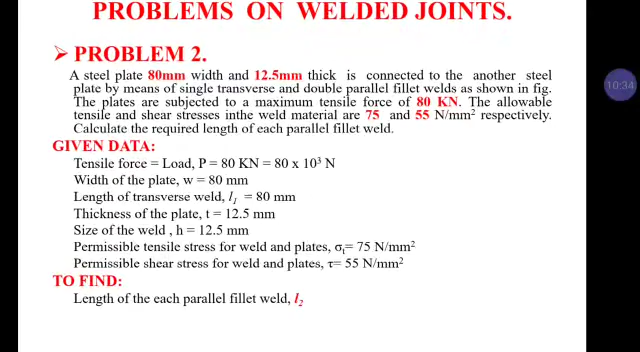 PROBLEMS ON WELDED JOINTS.
➢ PROBLEM 2.
A steel plate 80mm width and 12.5mm thick is connected to the another steel
plate by means of single transverse and double parallel fillet welds as shown in fig.
The plates are subjected to a maximum tensile force of 80 KN. The allowable
tensile and shear stresses inthe weld material are 75 and 55 N/mm² respectively.
Calculate the required length of each parallel fillet weld.
GIVEN DATA:
Tensile force = Load, P = 80 KN = 80 x 10³ N
Width of the plate, w = 80 mm
Length of transverse weld, l₁ = 80 mm
Thickness of the plate, t = 12.5 mm
Size of the weld , h = 12.5 mm
Permissible tensile stress for weld and plates, σₜ= 75 N/mm²
Permissible shear stress for weld and plates, τ= 55 N/mm²
TO FIND:
Length of the each parallel fillet weld, l₂
10:34